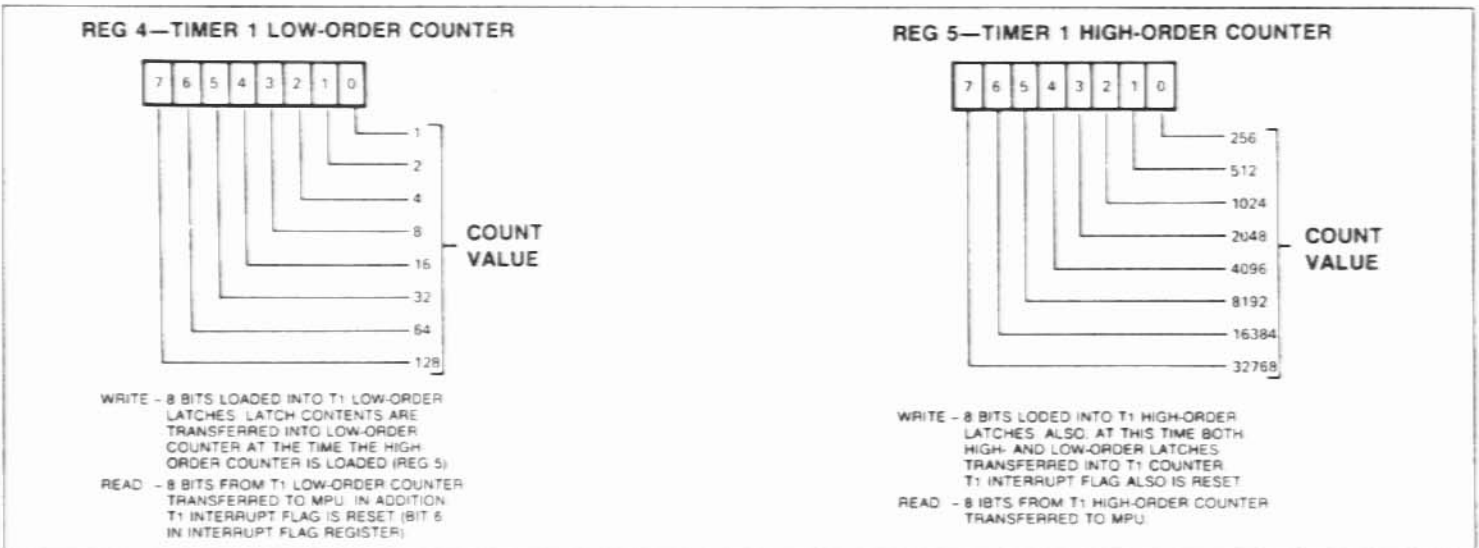 REG 4—TIMER 1 LOW-ORDER COUNTER
7 6 5 4 3 2 1 0
1
2
4
8
16
32
64
128
COUNT
VALUE
WRITE - 8 BITS LOADED INTO T1 LOW-ORDER
LATCHES. LATCH CONTENTS ARE
TRANSFERRED INTO LOW-ORDER
COUNTER AT THE TIME THE HIGH-
ORDER COUNTER IS LOADED (REG 5)
READ - 8 BITS FROM T1 LOW-ORDER COUNTER
TRANSFERRED TO MPU. IN ADDITION
T1 INTERRUPT FLAG IS RESET (BIT 6
IN INTERRUPT FLAG REGISTER)
REG 5—TIMER 1 HIGH-ORDER COUNTER
7 6 5 4 3 2 1 0
256
512
1024
2048
4096
8192
16384
32768
COUNT
VALUE
WRITE - 8 BITS LODED INTO T1 HIGH-ORDER
LATCHES. ALSO, AT THIS TIME BOTH
HIGH- AND LOW-ORDER LATCHES
TRANSFERRED INTO T1 COUNTER.
T1 INTERRUPT FLAG ALSO IS RESET
READ - 8 IBTS FROM T1 HIGH-ORDER COUNTER
TRANSFERRED TO MPU